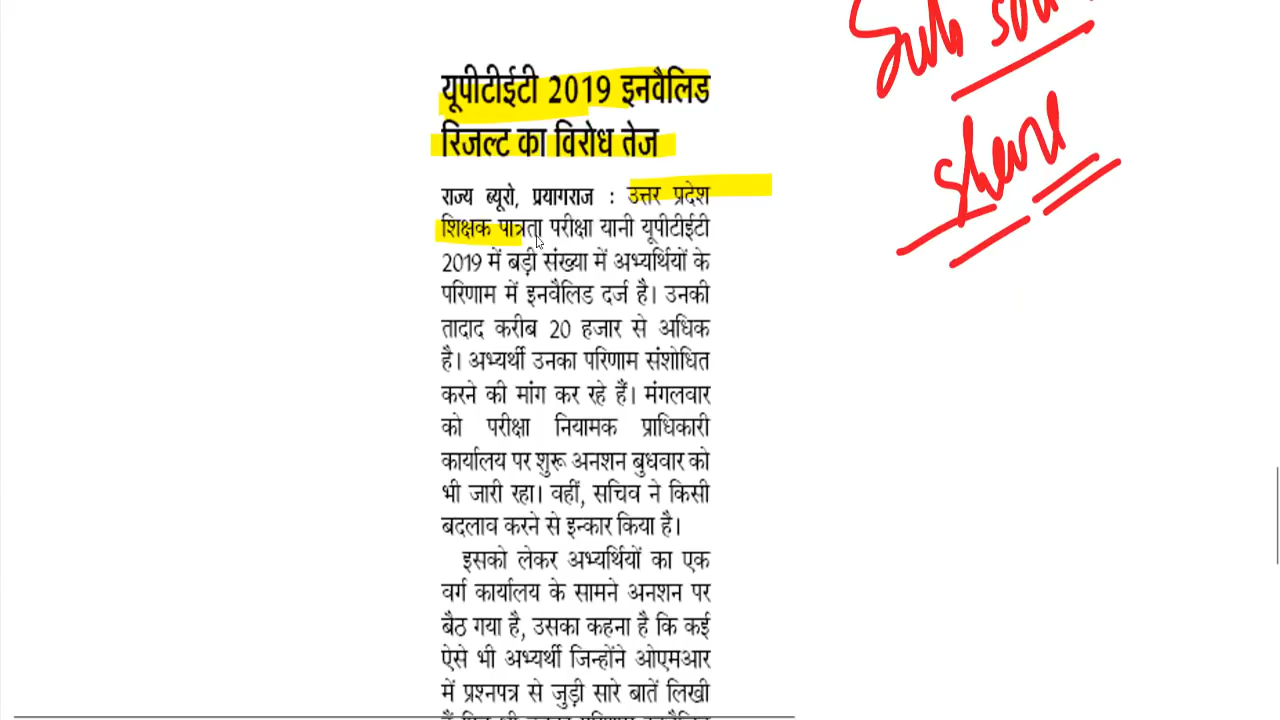 यूपीटीईटी 2019 इनवैलिड
रिजल्ट का विरोध तेज
राज्य ब्यूरो, प्रयागराज : उत्तर प्रदेश
शिक्षक पात्रता परीक्षा यानी यूपीटीईटी
2019 में बड़ी संख्या में अभ्यर्थियों के
परिणाम में इनवैलिड दर्ज है। उनकी
तादाद करीब 20 हजार से अधिक
है। अभ्यर्थी उनका परिणाम संशोधित
करने की मांग कर रहे हैं। मंगलवार
को परीक्षा नियामक प्राधिकारी
कार्यालय पर शुरू अनशन बुधवार को
भी जारी रहा। वहीं, सचिव ने किसी
बदलाव करने से इन्कार किया है।
इसको लेकर अभ्यर्थियों का एक
वर्ग कार्यालय के सामने अनशन पर
बैठ गया है, उसका कहना है कि कई
ऐसे भी अभ्यर्थी जिन्होंने ओएमआर
में प्रश्नपत्र से जुड़ी सारे बातें लिखी
Sub
share